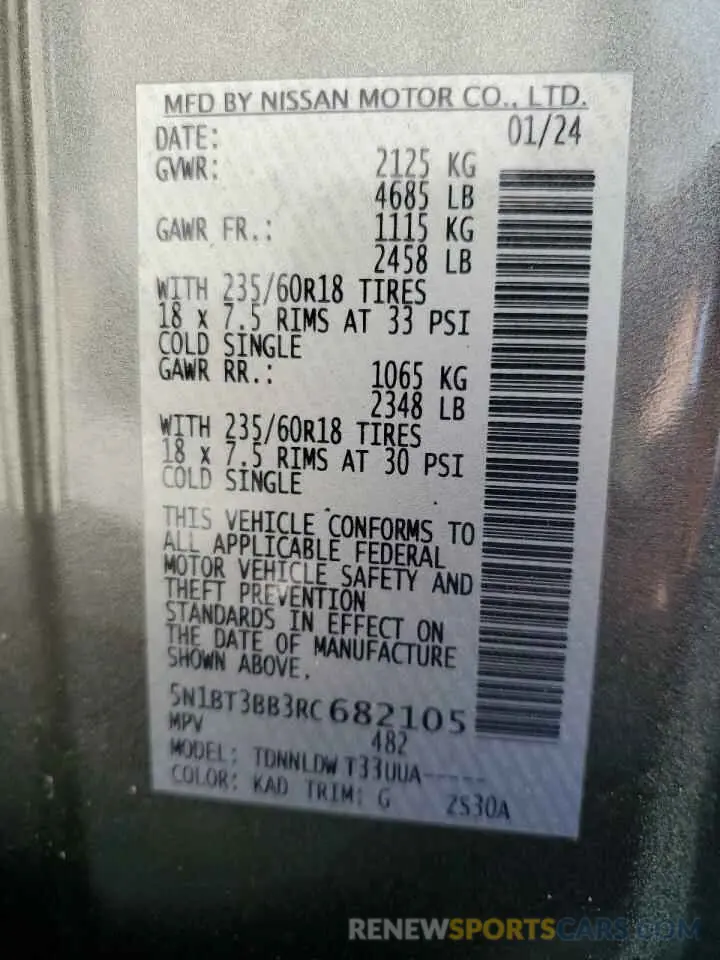 MFD BY NISSAN MOTOR CO., LTD.
DATE: 01/24
GVWR: 2125 KG
4685 LB
GAWR FR.: 1115 KG
2458 LB
WITH 235/60R18 TIRES
18 x 7.5 RIMS AT 33 PSI
COLD SINGLE
GAWR RR.: 1065 KG
2348 LB
WITH 235/60R18 TIRES
18 x 7.5 RIMS AT 30 PSI
COLD SINGLE
THIS VEHICLE CONFORMS TO
ALL APPLICABLE FEDERAL
MOTOR VEHICLE SAFETY AND
THEFT PREVENTION
STANDARDS IN EFFECT ON
THE DATE OF MANUFACTURE
SHOWN ABOVE.
5N1BT3BB3RC682105
MPV 482
MODEL: TDNNLDW T33UUA-----
COLOR: KAD TRIM: G 2S30A
RENEWSPORTSCARS.COM